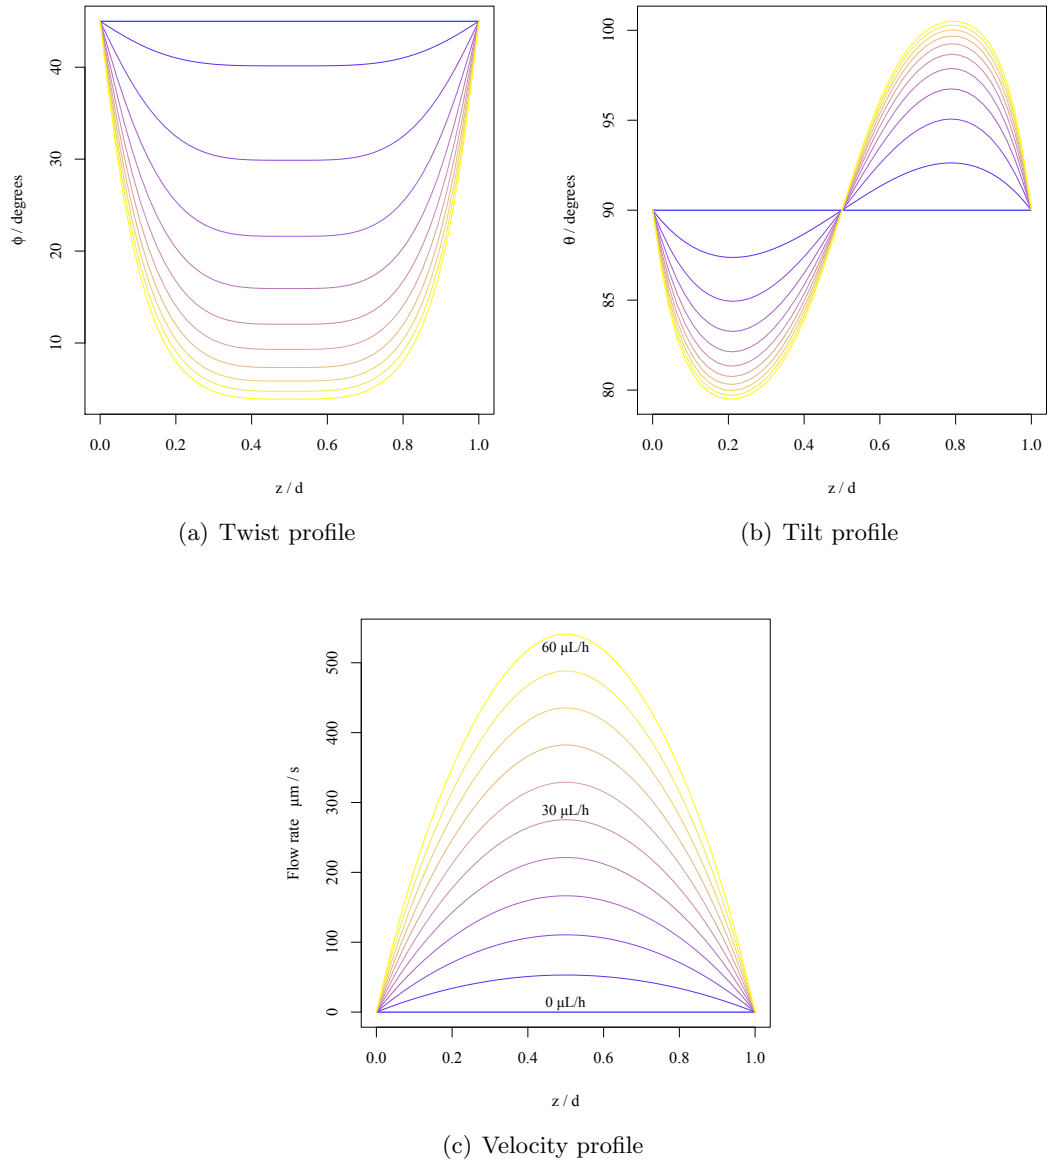 ϕ / degrees
40
30
20
10
0.0 0.2 0.4 0.6 0.8 1.0
z / d
(a) Twist profile
θ / degrees
100
95
90
85
80
0.0 0.2 0.4 0.6 0.8 1.0
z / d
(b) Tilt profile
Flow rate μm / s
500
400
300
200
100
0
60 μL/h
30 μL/h
0 μL/h
0.0 0.2 0.4 0.6 0.8 1.0
z / d
(c) Velocity profile